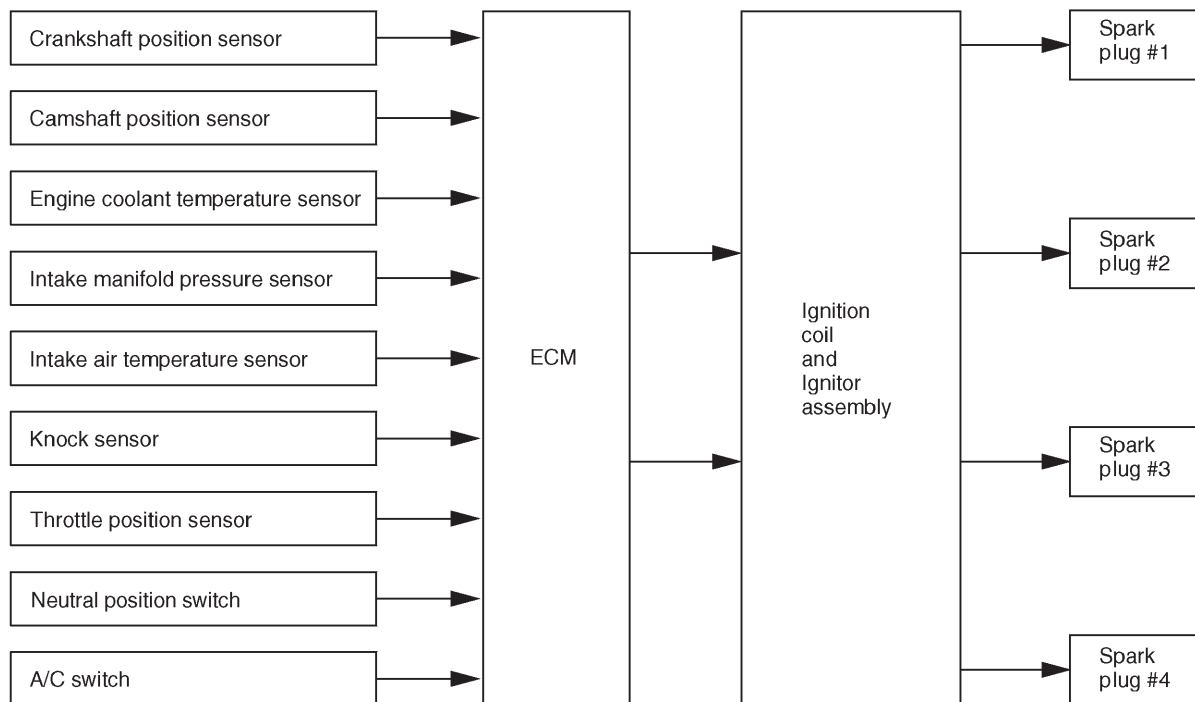 Crankshaft position sensor
Camshaft position sensor
Engine coolant temperature sensor
Intake manifold pressure sensor
Intake air temperature sensor
Knock sensor
Throttle position sensor
Neutral position switch
A/C switch
ECM
Ignition
coil
and
Ignitor
assembly
Spark
plug #1
Spark
plug #2
Spark
plug #3
Spark
plug #4